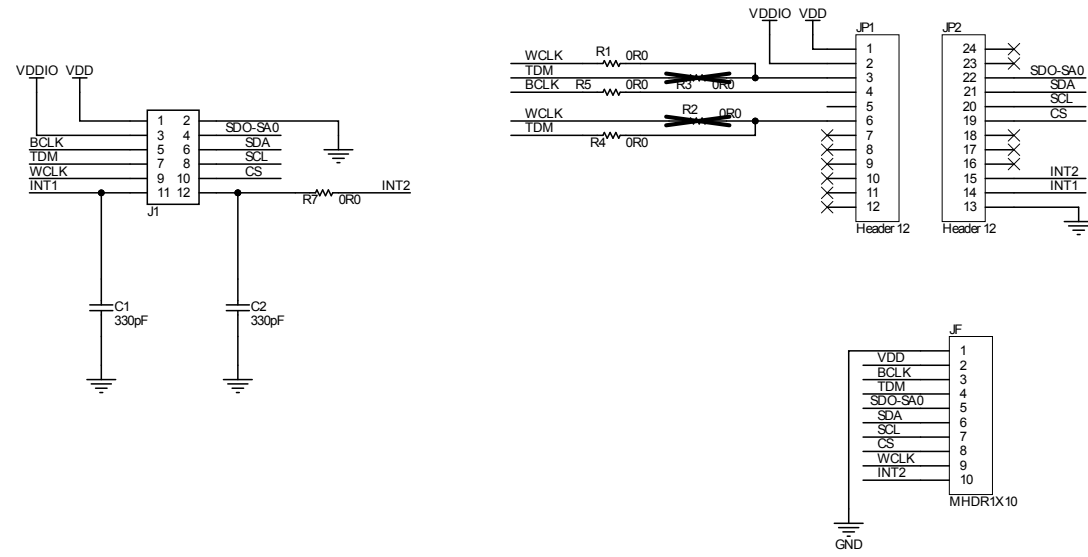 VDDIO VDD
1 2
3 4 SDO-SA0
BCLK 5 6 SDA
TDM 7 8 SCL
WCLK 9 10 CS
INT1 11 12 R7 0R0 INT2
J1
C1
330pF
C2
330pF
VDDIO VDD
JP1
1
WCLK R1 0R0 2
TDM R3 0R0 3
BCLK R5 0R0 4
5
WCLK R2 0R0 6
TDM R4 0R0 7
8
9
10
11
12
Header 12
JP2
24
23
22 SDO-SA0
21 SDA
20 SCL
19 CS
18
17
16
15 INT2
14 INT1
13
Header 12
JF
1
VDD 2
BCLK 3
TDM 4
SDO-SA0 5
SDA 6
SCL 7
CS 8
WCLK 9
INT2 10
MHDR1X10
GND